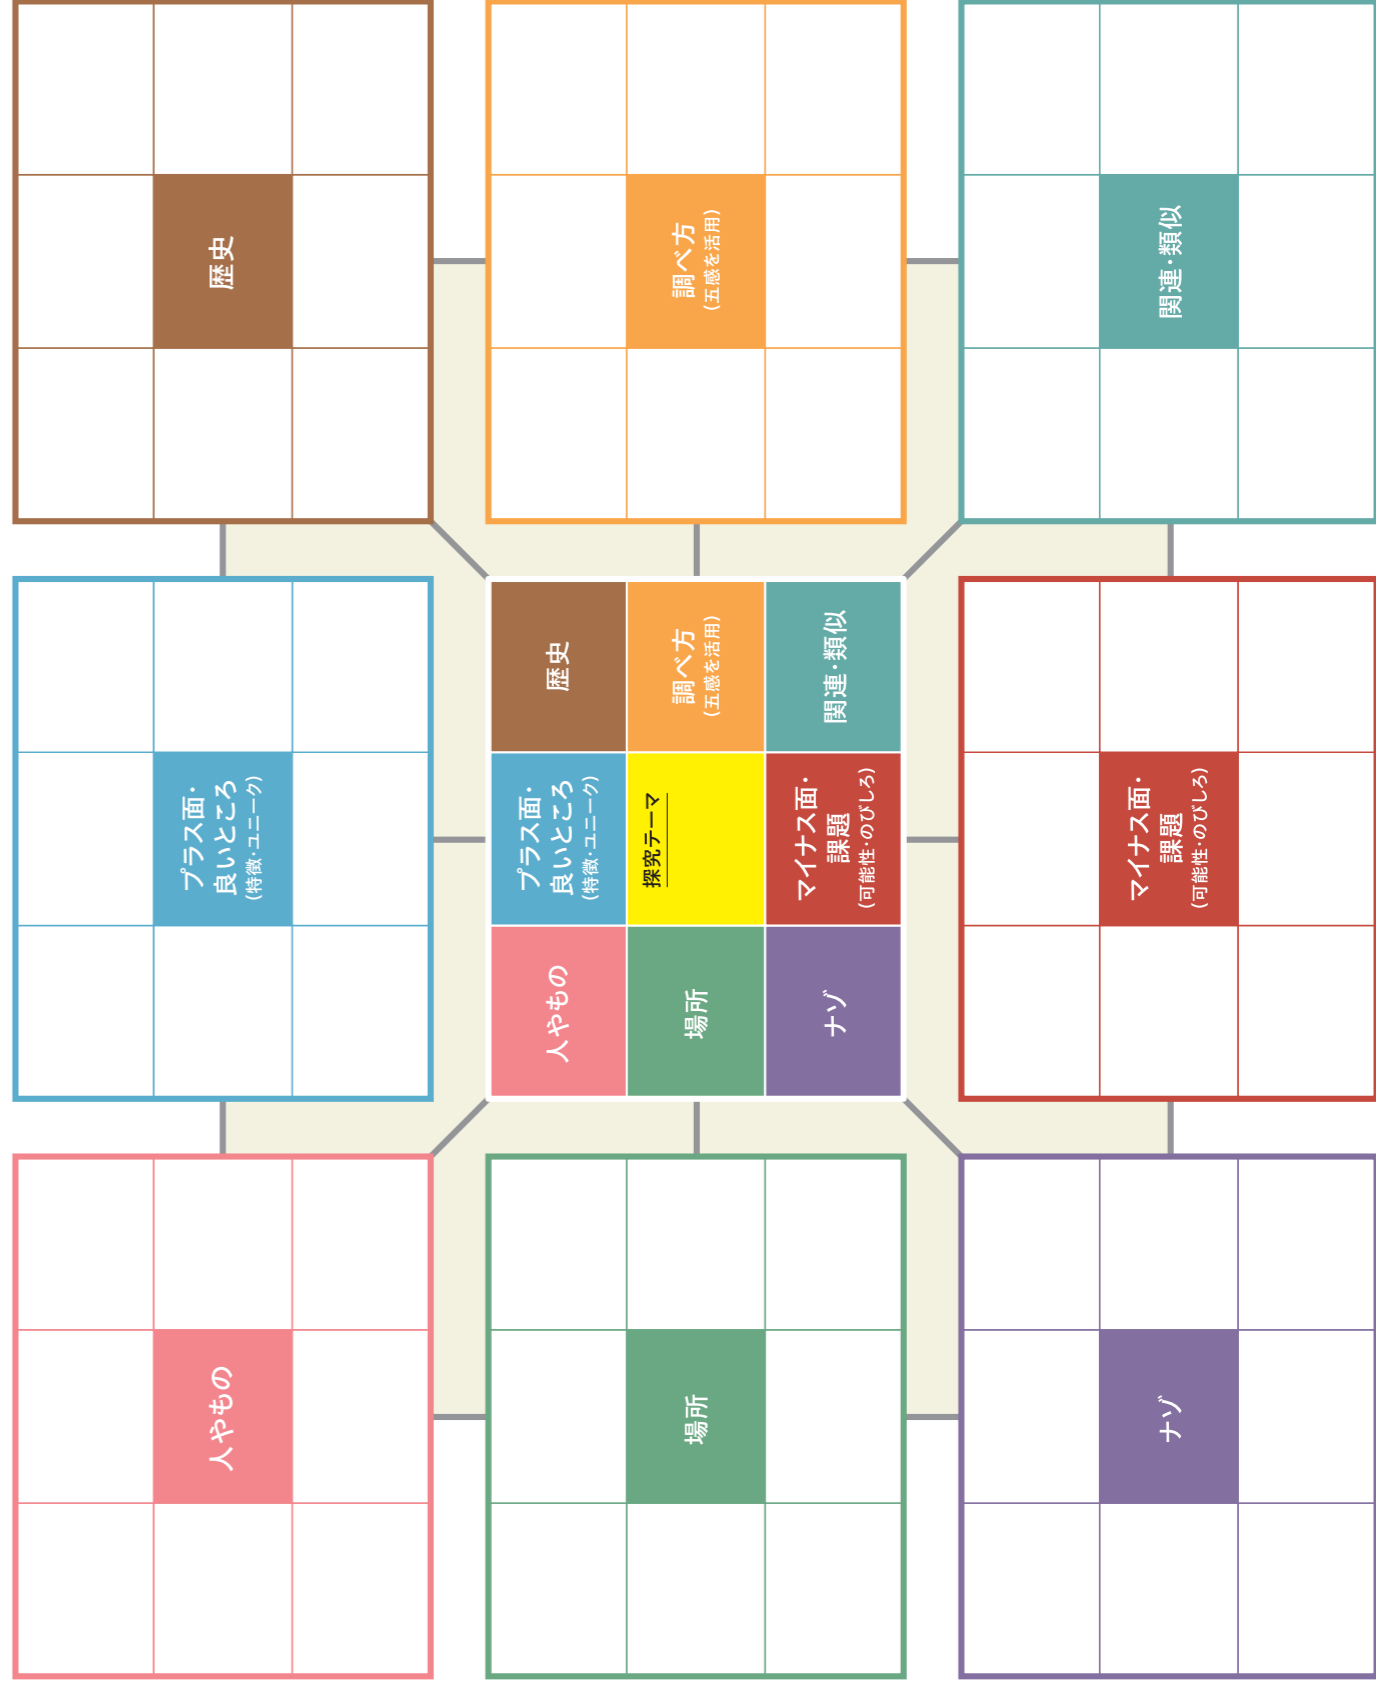 人やもの
プラス面・
良いところ
(特徴・ユニーク)
歴史
場所
人やもの
プラス面・
良いところ
(特徴・ユニーク)
歴史
場所
探究テーマ
調べ方
(五感を活用)
ナゾ
マイナス面・
課題
(可能性・のびしろ)
関連・類似
調べ方
(五感を活用)
ナゾ
マイナス面・
課題
(可能性・のびしろ)
関連・類似